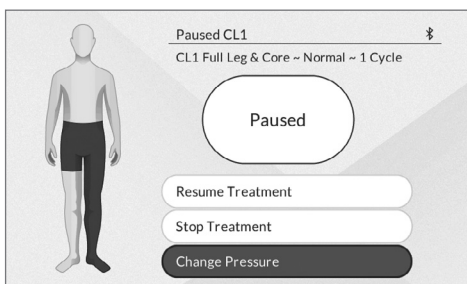 Paused CL1
CL1 Full Leg & Core ~ Normal ~ 1 Cycle
Paused
Resume Treatment
Stop Treatment
Change Pressure